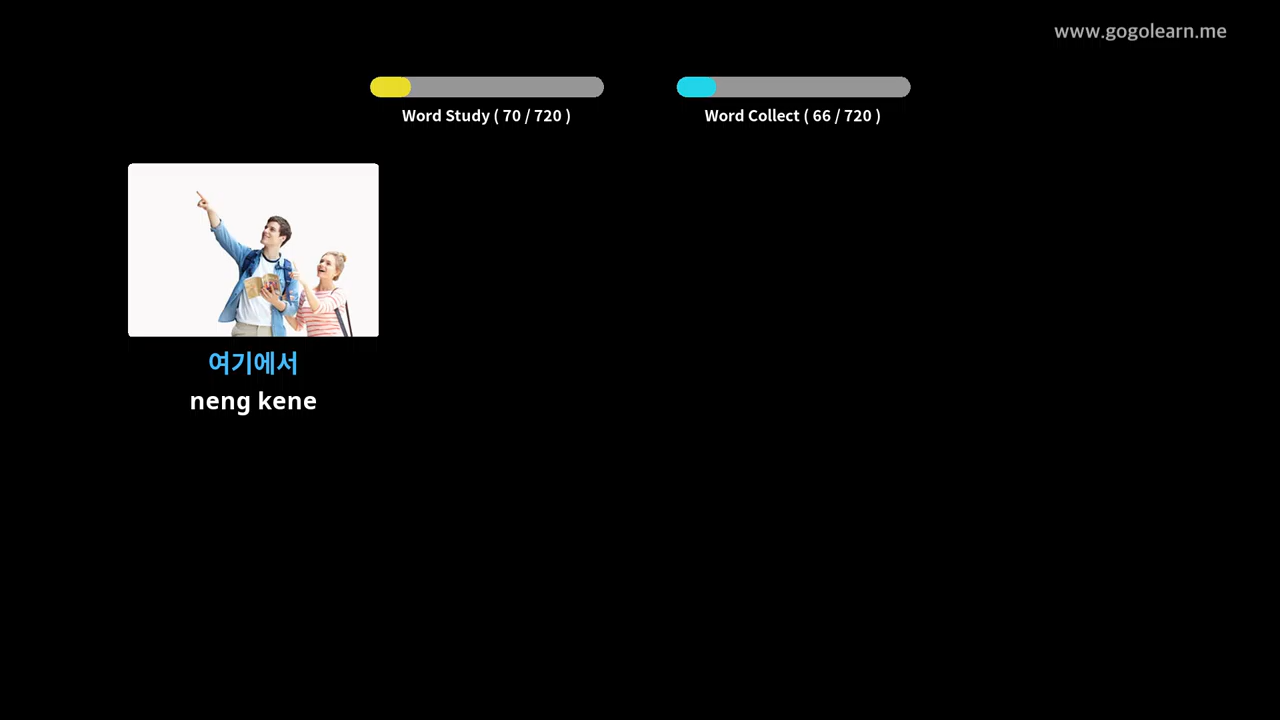 www.gogolearn.me
Word Study ( 70 / 720 )
Word Collect ( 66 / 720 )
여기에서
neng kene